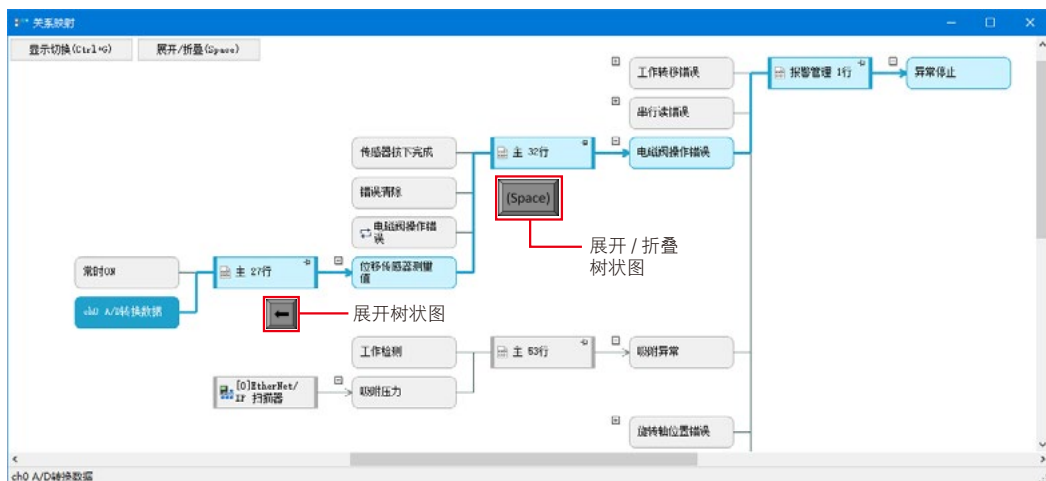 关系映射
显示切换(Ctrl+G)
展开/折叠(Space)
工作转移错误
报警管理 1行
异常停止
串行读错误
传感器按下完成
主 32行
电磁阀操作错误
错误清除
(Space)
电磁阀操作错
误
展开 / 折叠
树状图
常时ON
主 27行
位移传感器测量
值
ch0 A/D转换数据
展开树状图
工作检测
主 53行
吸附异常
[0]EtherNet/
IP 扫描器
吸附压力
旋转轴位置错误
ch0 A/D转换数据